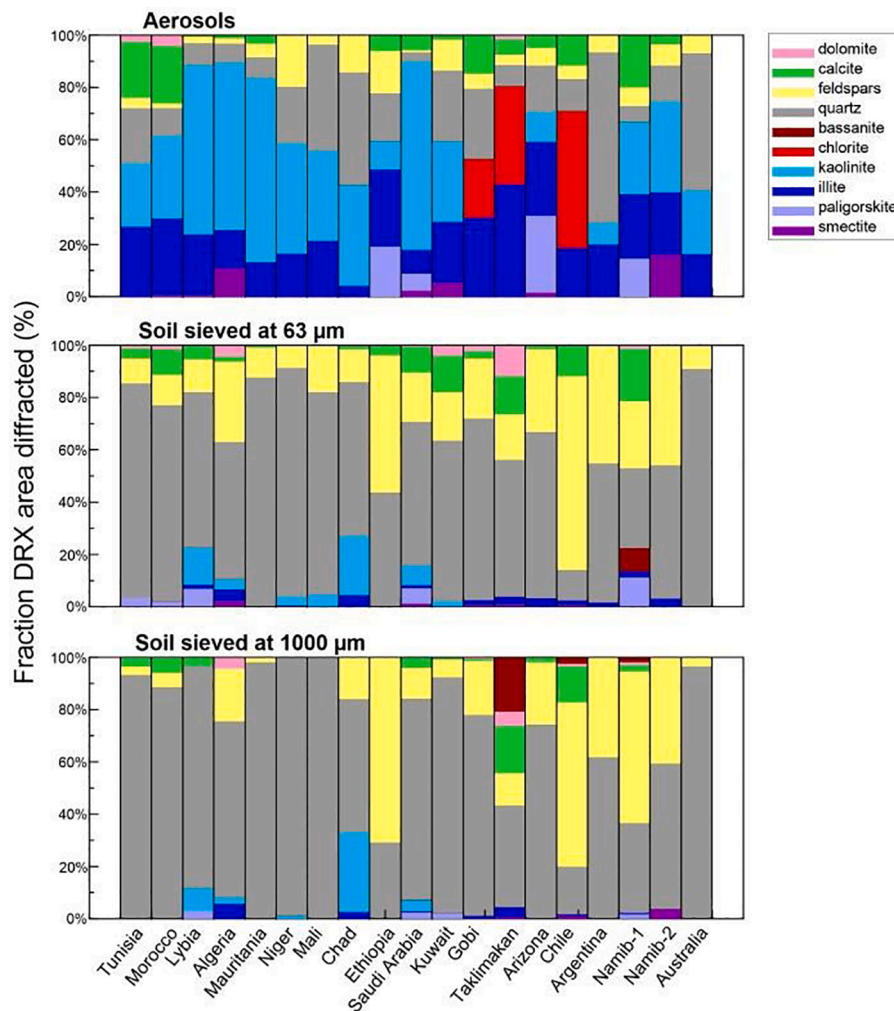 Aerosols
100%
80%
60%
40%
20%
0%
dolomite
calcite
feldspars
quartz
bassanite
chlorite
kaolinite
illite
paligorskite
smectite
Soil sieved at 63 µm
100%
80%
60%
40%
20%
0%
Soil sieved at 1000 µm
100%
80%
60%
40%
20%
0%
Fraction DRX area diffracted (%)
Tunisia
Morocco
Lybia
Algeria
Mauritania
Niger
Mali
Chad
Ethiopia
Saudi Arabia
Kuwait
Gobi
Taklimakan
Arizona
Chile
Argentina
Namib-1
Namib-2
Australia